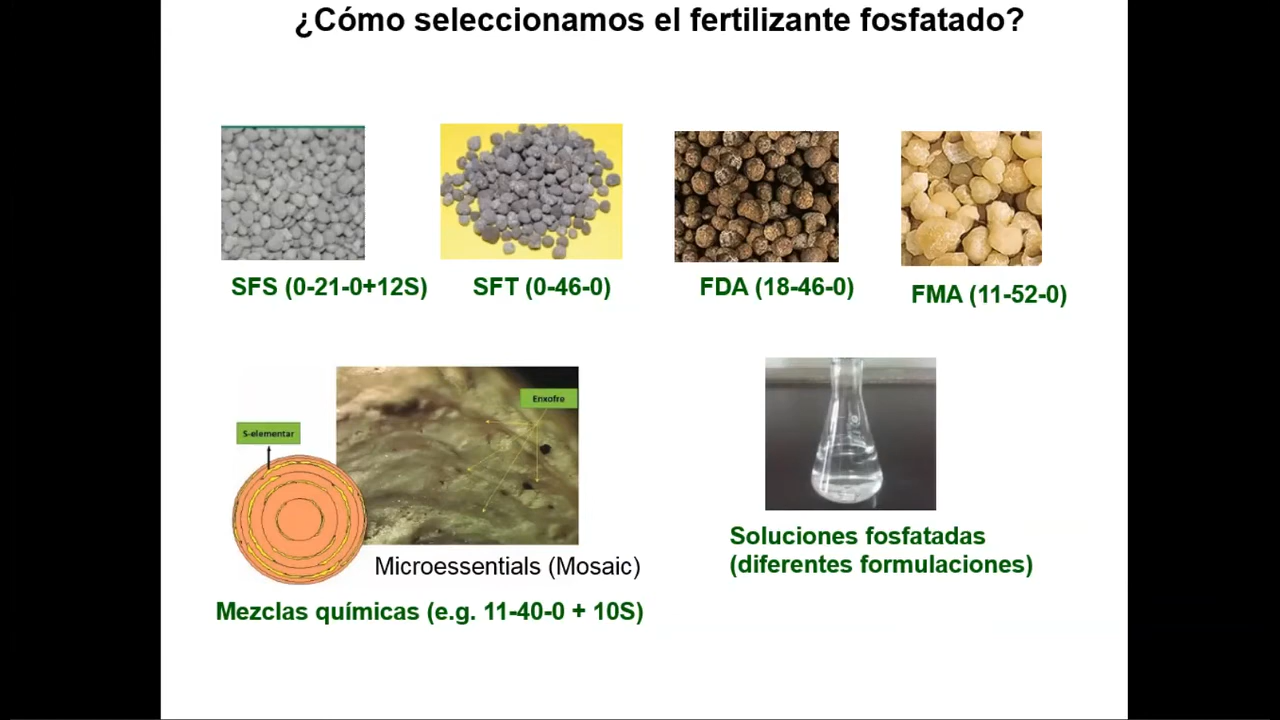 ¿Cómo seleccionamos el fertilizante fosfatado?
SFS (0-21-0+12S)
SFT (0-46-0)
FDA (18-46-0)
FMA (11-52-0)
Enxofre
S-elementar
Microessentials (Mosaic)
Mezclas químicas (e.g. 11-40-0 + 10S)
Soluciones fosfatadas
(diferentes formulaciones)